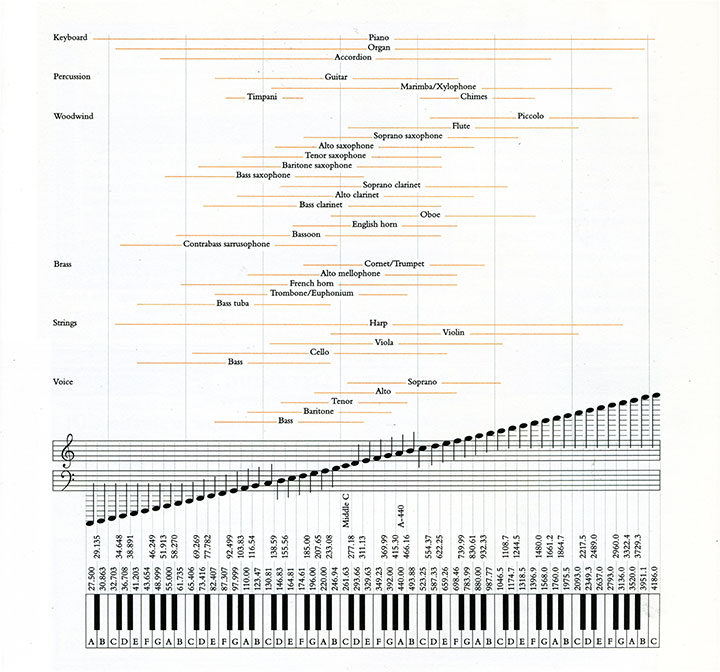 Keyboard Piano
Organ
Accordion
Percussion Guitar
Marimba/Xylophone
Timpani Chimes
Woodwind Piccolo
Flute
Soprano saxophone
Alto saxophone
Tenor saxophone
Baritone saxophone
Bass saxophone
Soprano clarinet
Alto clarinet
Bass clarinet
Oboe
English horn
Bassoon
Contrabass sarrusophone
Brass Cornet/Trumpet
Alto mellophone
French horn
Trombone/Euphonium
Bass tuba
Strings Harp
Violin
Viola
Cello
Bass
Voice Soprano
Alto
Tenor
Baritone
Bass
Middle C A-440
29.135 34.648 38.891 46.249 51.913 58.270 69.269 77.782 92.499 103.83 116.54 138.59 155.56 185.00 207.65 233.08 277.18 311.13 369.99 415.30 466.16 554.37 622.25 739.99 830.61 932.33 1108.7 1244.5 1480.0 1661.2 1864.7 2217.5 2489.0 2960.0 3322.4 3729.3
27.500 30.863 32.703 36.708 41.203 43.654 48.999 55.000 61.735 65.406 73.416 82.407 87.307 97.999 110.00 123.47 130.81 146.83 164.81 174.61 196.00 220.00 246.94 261.63 293.66 329.63 349.23 392.00 440.00 493.88 523.25 587.33 659.26 698.46 783.99 880.00 987.77 1046.5 1174.7 1318.5 1396.9 1568.0 1760.0 1975.5 2093.0 2349.3 2637.0 2793.0 3136.0 3520.0 3951.1 4186.0
A B C D E F G A B C D E F G A B C D E F G A B C D E F G A B C D E F G A B C D E F G A B C D E F G A B C